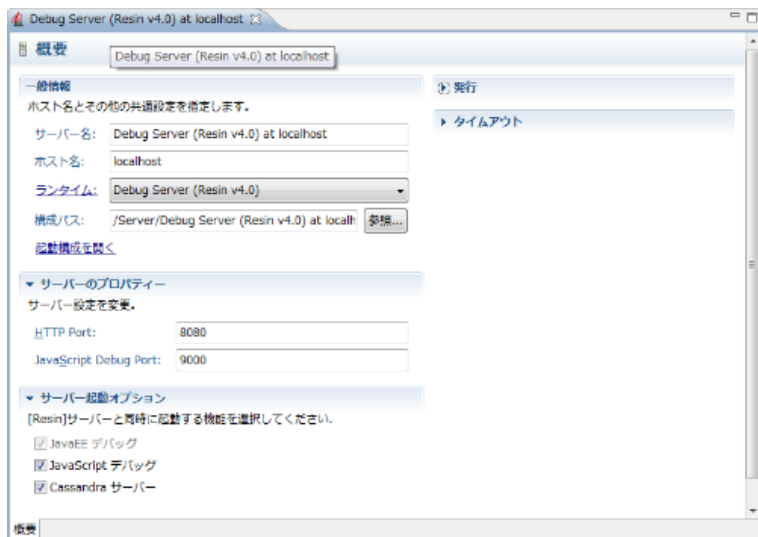 Debug Server (Resin v4.0) at localhost
概要
Debug Server (Resin v4.0) at localhost
一般情報
ホスト名とその他の共通設定を指定します。
サーバー名: Debug Server (Resin v4.0) at localhost
ホスト名: localhost
ランタイム: Debug Server (Resin v4.0)
構成パス: /Server/Debug Server (Resin v4.0) at localh 参照...
起動構成を開く
サーバーのプロパティー
サーバー設定を変更。
HTTP Port: 8080
JavaScript Debug Port: 9000
サーバー起動オプション
[Resin]サーバーと同時に起動する機能を選択してください.
JavaEE デバッグ
JavaScript デバッグ
Cassandra サーバー
発行
タイムアウト
概要